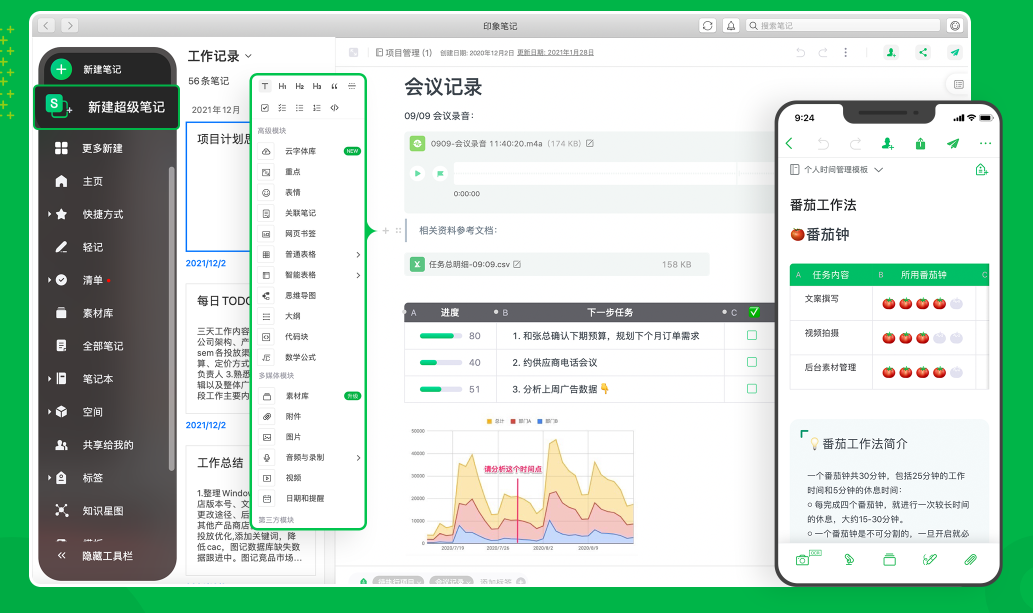 印象笔记
搜索笔记
新建笔记
S
新建超级笔记
更多新建
主页
快捷方式
轻记
清单
素材库
全部笔记
笔记本
空间
共享给我的
标签
知识星图
隐藏工具栏
工作记录
56条笔记
2021年12月
项目计划
2021/12/2
每日TODO
三天工作内容
公司架构、产
sem各投放渠
算、定价方式
负责人 3.熟悉
辑以及整体广
段工作主要内
2021/12/2
工作总结
1.整理Windo
店版本号、文
更改途径、后
其他产品商店
投放优化,添加关键词，降
低cac，图记数据库缺失数
据跟进中。图记竞品市场...
T H1 H2 H3 “
高级模块
云字体库 NEW
重点
表情
关联笔记
网页书签
普通表格
智能表格
思维导图
大纲
代码块
数学公式
多媒体模块
素材库 升级
附件
图片
音频与录制
视频
日期和提醒
第三方模块
项目管理 (1) 创建日期: 2020年12月2日 更新日期: 2021年1月28日
会议记录
09/09 会议录音：
0909-会议录音 11:40:20.m4a (174 KB)
0:00:00
相关资料参考文档：
任务总明细-09:09.csv 158 KB
A 进度 B 下一步任务 C
80 1. 和张总确认下期预算，规划下个月订单需求
40 2. 约供应商电话会议
51 3. 分析上周广告数据👇
总计 部门A 部门B
50000
40000
30000
20000
10000
0
请分析这个时间点
2020/7/19 2020/7/26 2020/8/2 2020/8/9
会议记录 添加标签
9:24
个人时间管理模板
番茄工作法
🍅番茄钟
A 任务内容 B 所用番茄钟 C
文案撰写
视频拍摄
后台素材管理
💡番茄工作法简介
一个番茄钟共30分钟，包括25分钟的工作
时间和5分钟的休息时间：
○ 每完成四个番茄钟，就进行一次较长时间
的休息，大约15-30分钟。
○ 一个番茄钟是不可分割的，一旦开启就必
OCR